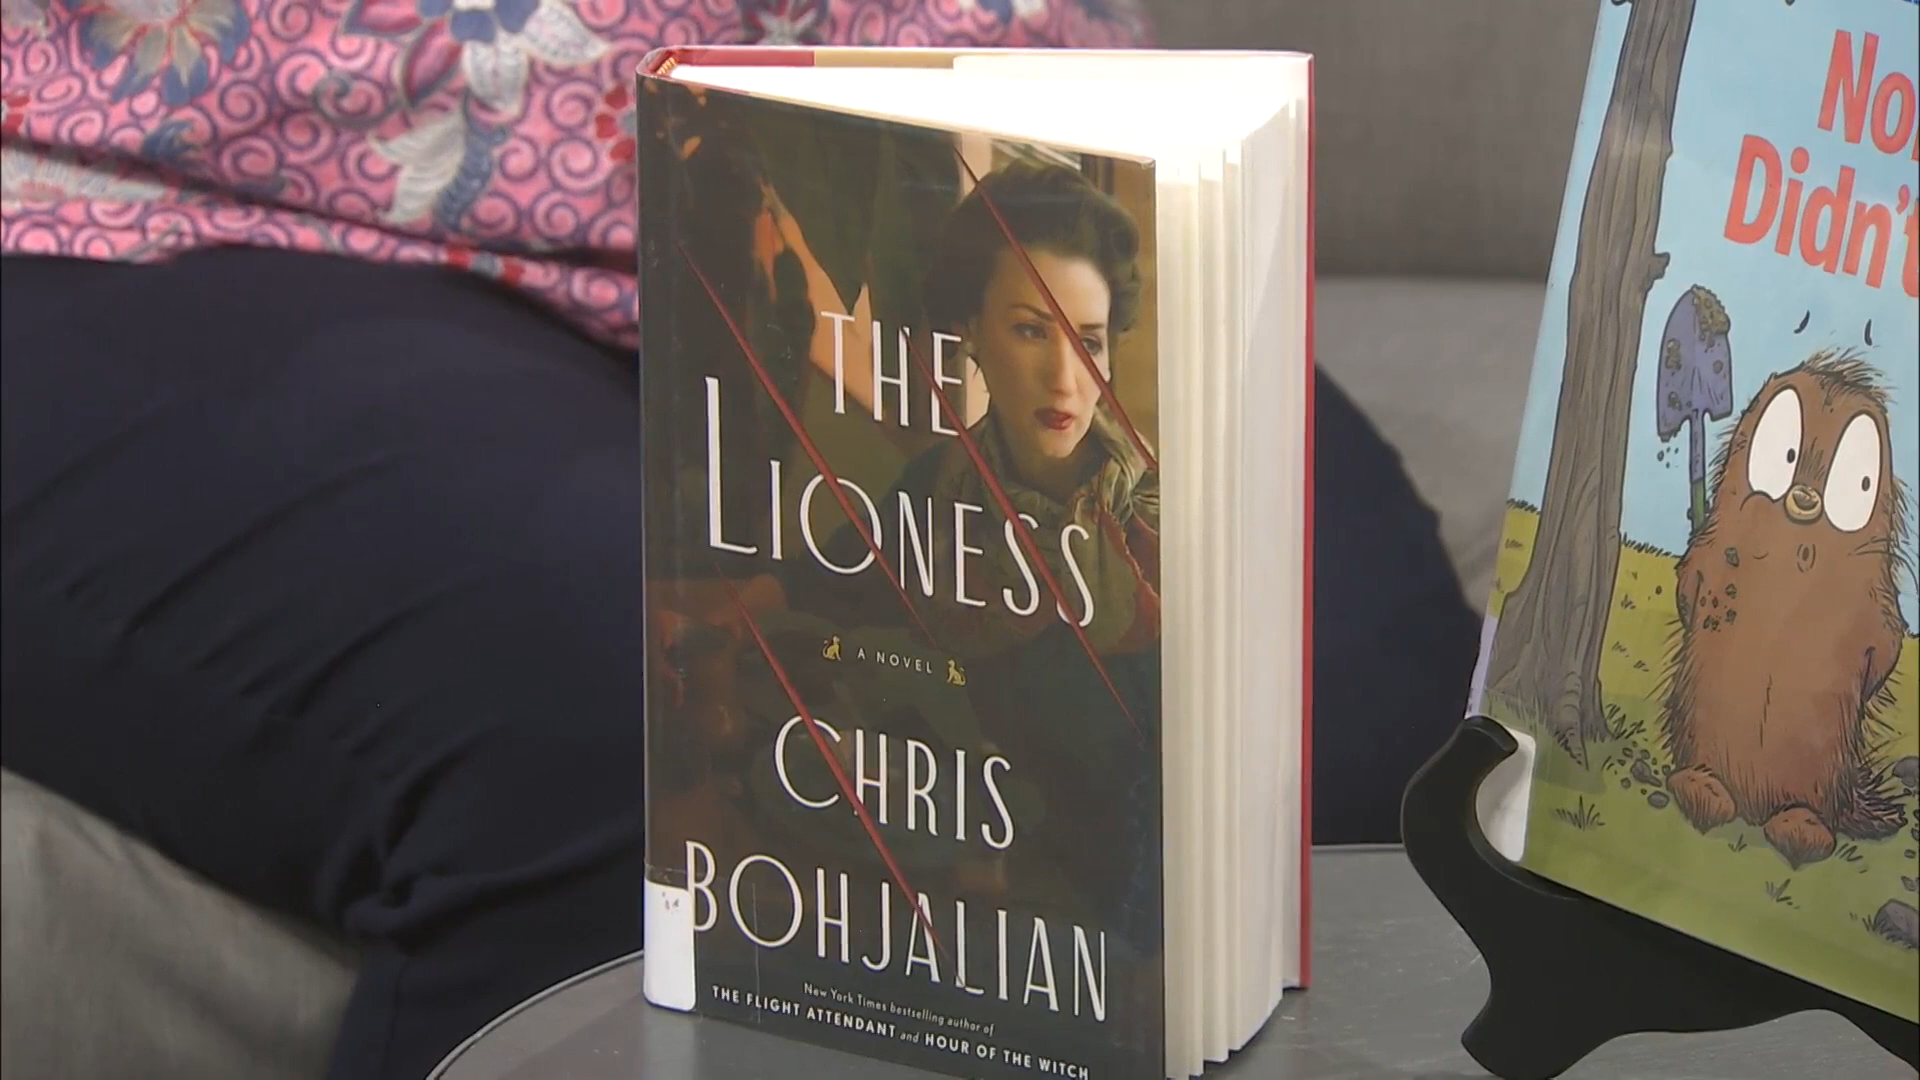 THE
LIONESS
A NOVEL
CHRIS
BOHJALIAN
New York Times bestselling author of
THE FLIGHT ATTENDANT and HOUR OF THE WITCH
Didn't